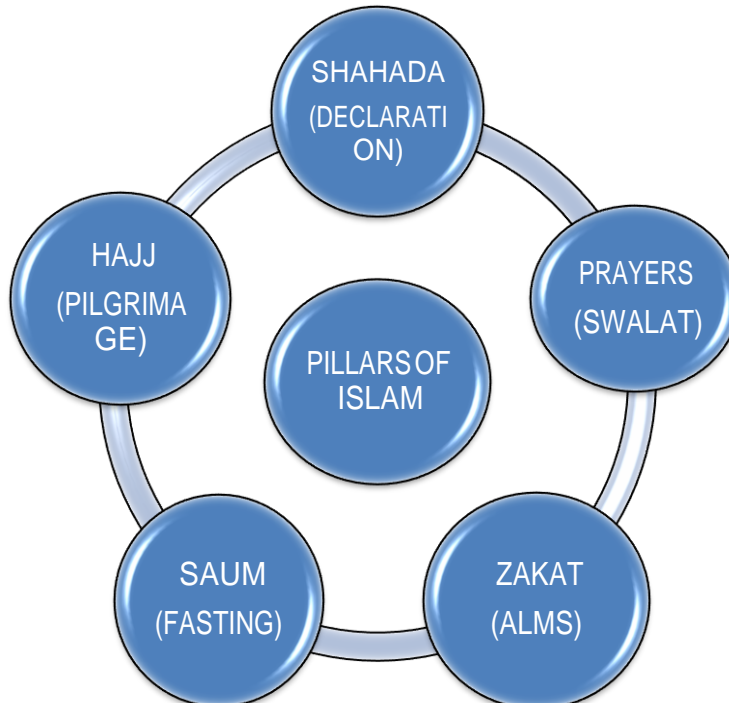 SHAHADA
(DECLARATI
ON)
PRAYERS
(SWALAT)
ZAKAT
(ALMS)
SAUM
(FASTING)
HAJJ
(PILGRIMA
GE)
PILLARS OF
ISLAM